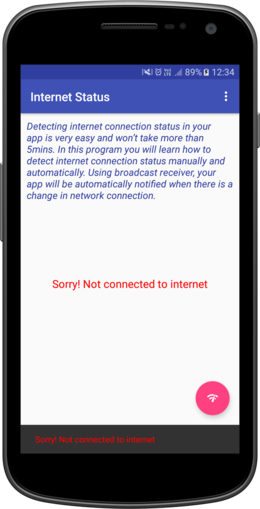 89% 12:34
Internet Status
Detecting internet connection status in your
app is very easy and won't take more than
5mins. In this program you will learn how to
detect internet connection status manually and
automatically. Using broadcast receiver, your
app will be automatically notified when there is a
change in network connection.
Sorry! Not connected to internet
Sorry! Not connected to internet